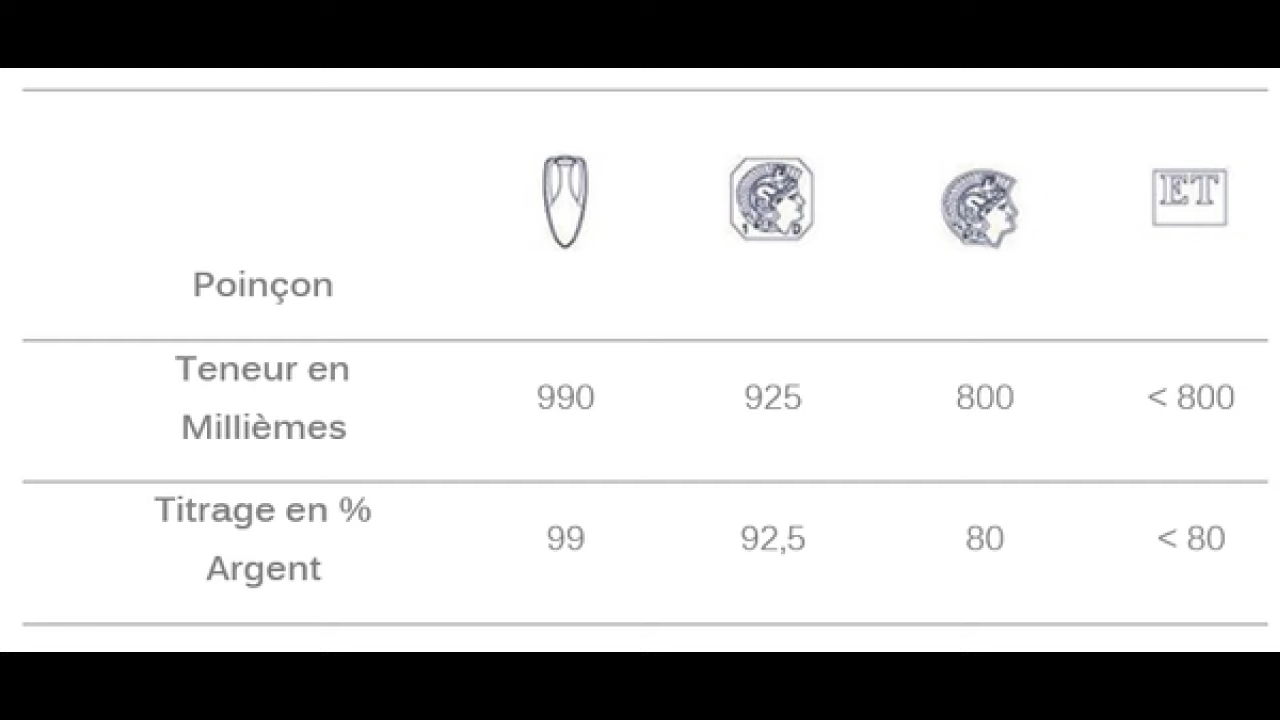 ET
Poinçon
Teneur en
Millièmes
990
925
800
< 800
Titrage en %
Argent
99
92,5
80
< 80